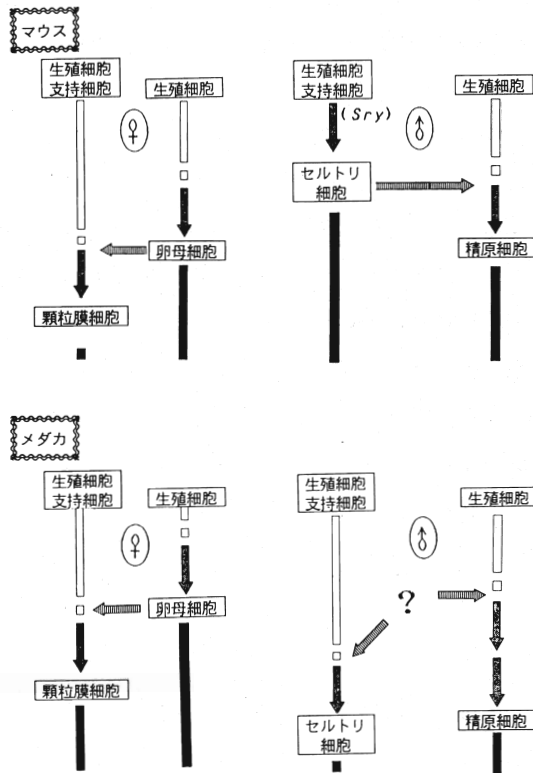 マウス
生殖細胞
支持細胞
生殖細胞
♀
卵母細胞
顆粒膜細胞
生殖細胞
支持細胞
(Sry)
生殖細胞
♂
セルトリ
細胞
精原細胞
メダカ
生殖細胞
支持細胞
生殖細胞
♀
卵母細胞
顆粒膜細胞
生殖細胞
支持細胞
生殖細胞
♂
?
セルトリ
細胞
精原細胞